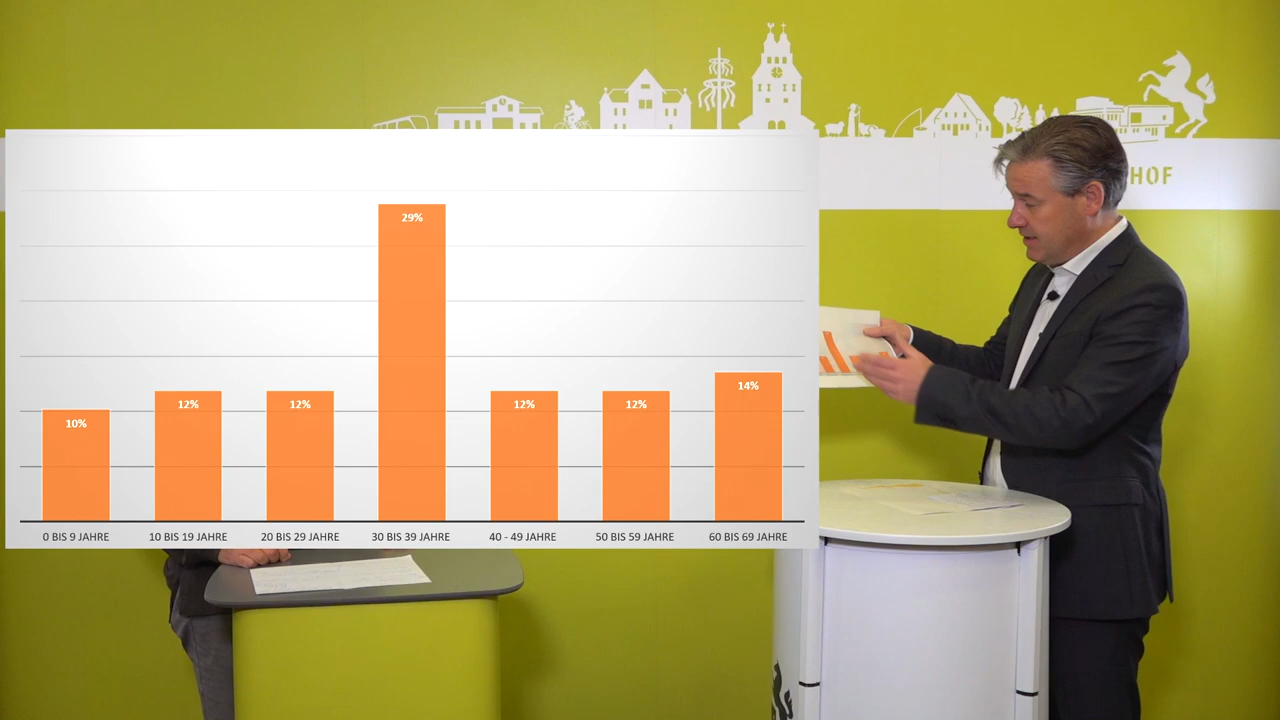 HOF
29%
14%
12%
12%
12%
12%
10%
0 BIS 9 JAHRE
10 BIS 19 JAHRE
20 BIS 29 JAHRE
30 BIS 39 JAHRE
40 - 49 JAHRE
50 BIS 59 JAHRE
60 BIS 69 JAHRE